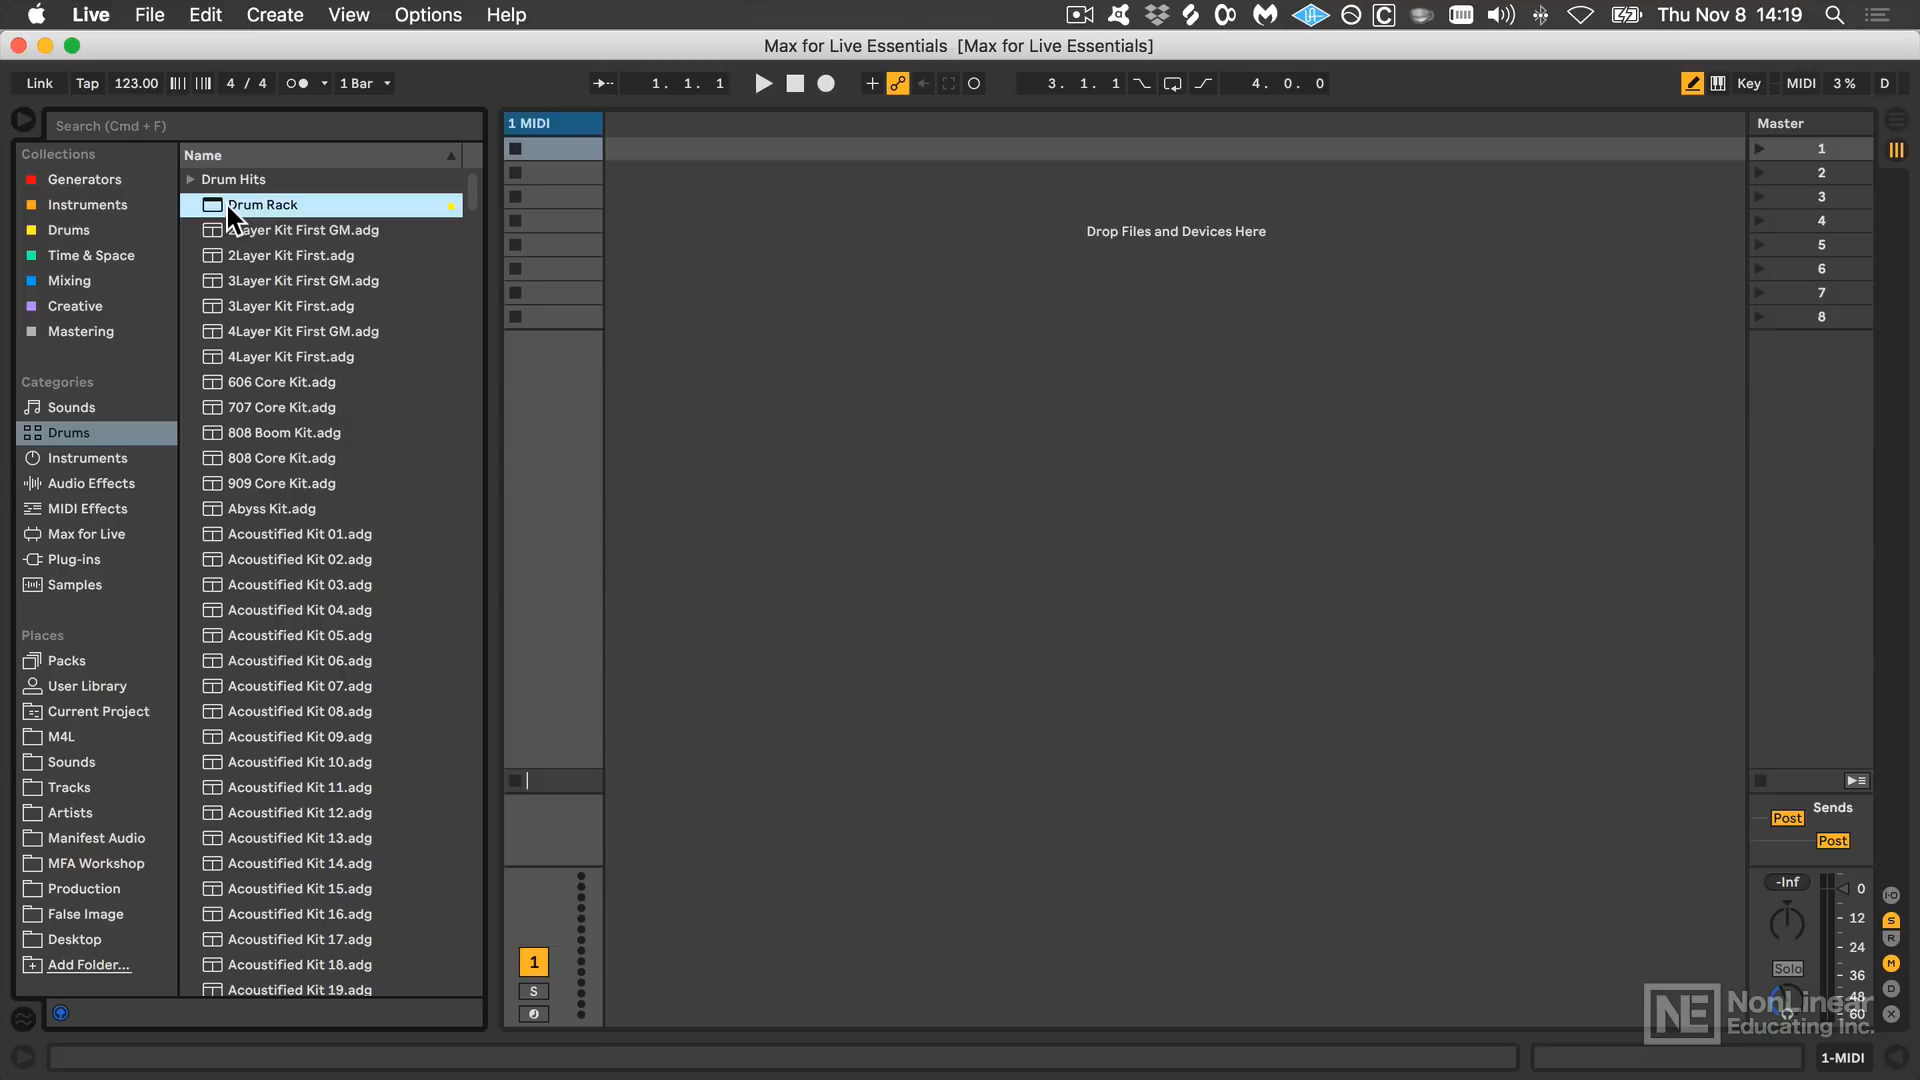 Live File Edit Create View Options Help
Thu Nov 8 14:19
Max for Live Essentials [Max for Live Essentials]
Link Tap 123.00 4 / 4 1 Bar 1. 1. 1 3. 1. 1 4. 0. 0 Key MIDI 3 % D
Search (Cmd + F)
Collections
Generators
Instruments
Drums
Time & Space
Mixing
Creative
Mastering
Categories
Sounds
Drums
Instruments
Audio Effects
MIDI Effects
Max for Live
Plug-ins
Samples
Places
Packs
User Library
Current Project
M4L
Sounds
Tracks
Artists
Manifest Audio
MFA Workshop
Production
False Image
Desktop
Add Folder...
Name
Drum Hits
Drum Rack
Layer Kit First GM.adg
2Layer Kit First.adg
3Layer Kit First GM.adg
3Layer Kit First.adg
4Layer Kit First GM.adg
4Layer Kit First.adg
606 Core Kit.adg
707 Core Kit.adg
808 Boom Kit.adg
808 Core Kit.adg
909 Core Kit.adg
Abyss Kit.adg
Acoustified Kit 01.adg
Acoustified Kit 02.adg
Acoustified Kit 03.adg
Acoustified Kit 04.adg
Acoustified Kit 05.adg
Acoustified Kit 06.adg
Acoustified Kit 07.adg
Acoustified Kit 08.adg
Acoustified Kit 09.adg
Acoustified Kit 10.adg
Acoustified Kit 11.adg
Acoustified Kit 12.adg
Acoustified Kit 13.adg
Acoustified Kit 14.adg
Acoustified Kit 15.adg
Acoustified Kit 16.adg
Acoustified Kit 17.adg
Acoustified Kit 18.adg
Acoustified Kit 19.adg
1 MIDI
1
S
Drop Files and Devices Here
Master
1
2
3
4
5
6
7
8
Sends
Post
Post
-Inf
0
12
24
36
48
60
Solo
I-O
S
R
M
D
X
NE NonLinear
Educating Inc.
1-MIDI